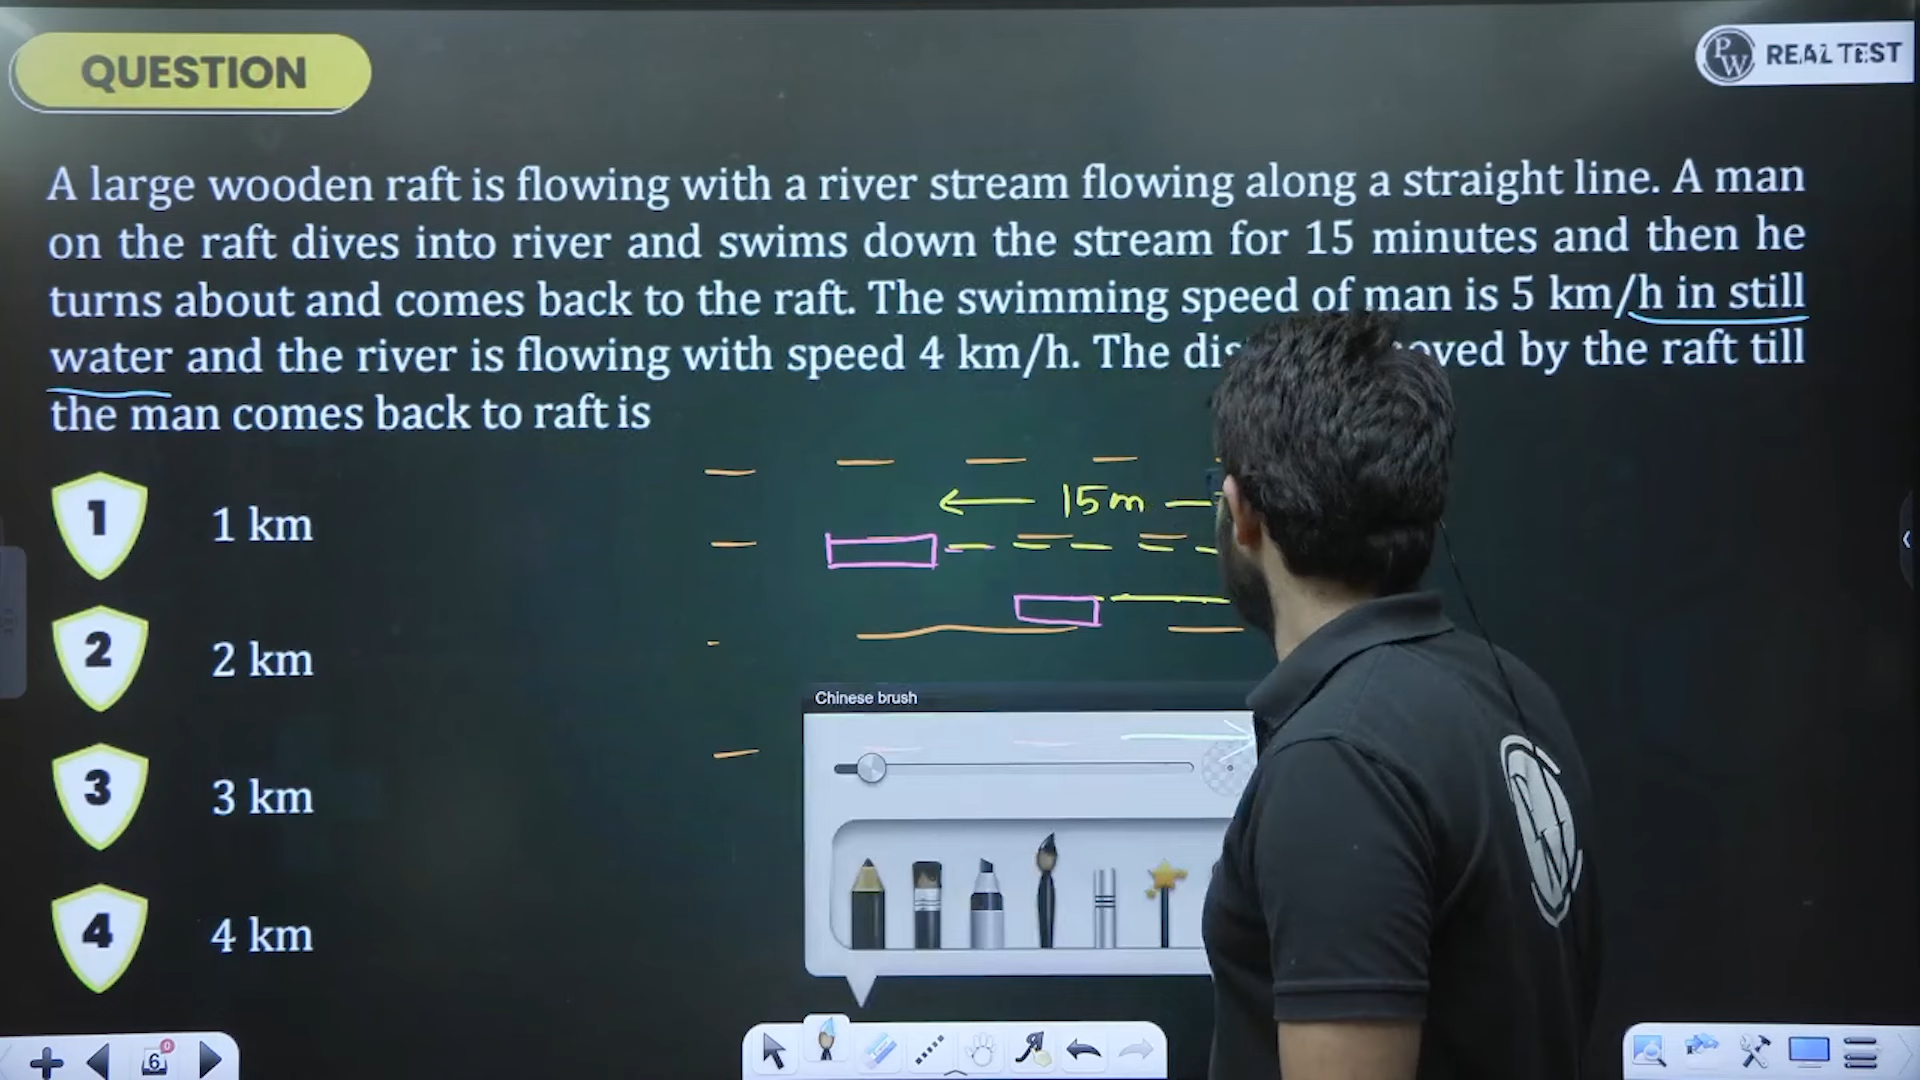 QUESTION
PW REAL TEST
A large wooden raft is flowing with a river stream flowing along a straight line. A man
on the raft dives into river and swims down the stream for 15 minutes and then he
turns about and comes back to the raft. The swimming speed of man is 5 km/h in still
water and the river is flowing with speed 4 km/h. The by the raft till
the man comes back to raft is
15m
1 1 km
2 2 km
3 3 km
4 4 km
Chinese brush
6
0